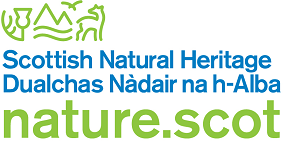 Scottish Natural Heritage
Dualchas Nàdair na h-Alba
nature.scot